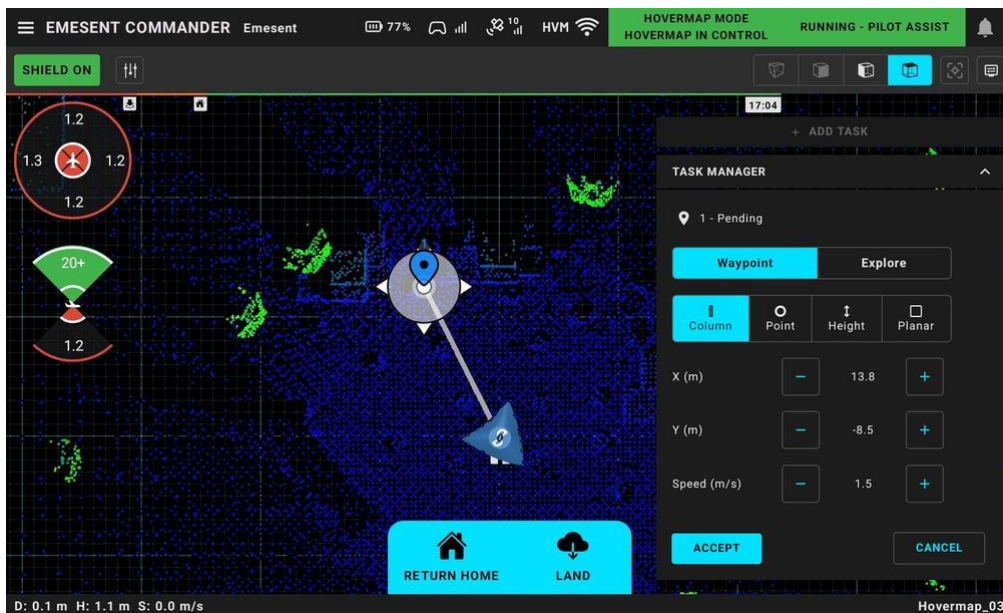 EMESENT COMMANDER Emesent 77% 10 HVM HOVERMAP MODE
HOVERMAP IN CONTROL RUNNING - PILOT ASSIST
SHIELD ON
17:04
1.2
1.3 1.2
1.2
20+
1.2
+ ADD TASK
TASK MANAGER
1 - Pending
Waypoint Explore
Column Point Height Planar
X (m) − 13.8 +
Y (m) − -8.5 +
Speed (m/s) − 1.5 +
ACCEPT CANCEL
RETURN HOME LAND
D: 0.1 m H: 1.1 m S: 0.0 m/s Hovermap_03